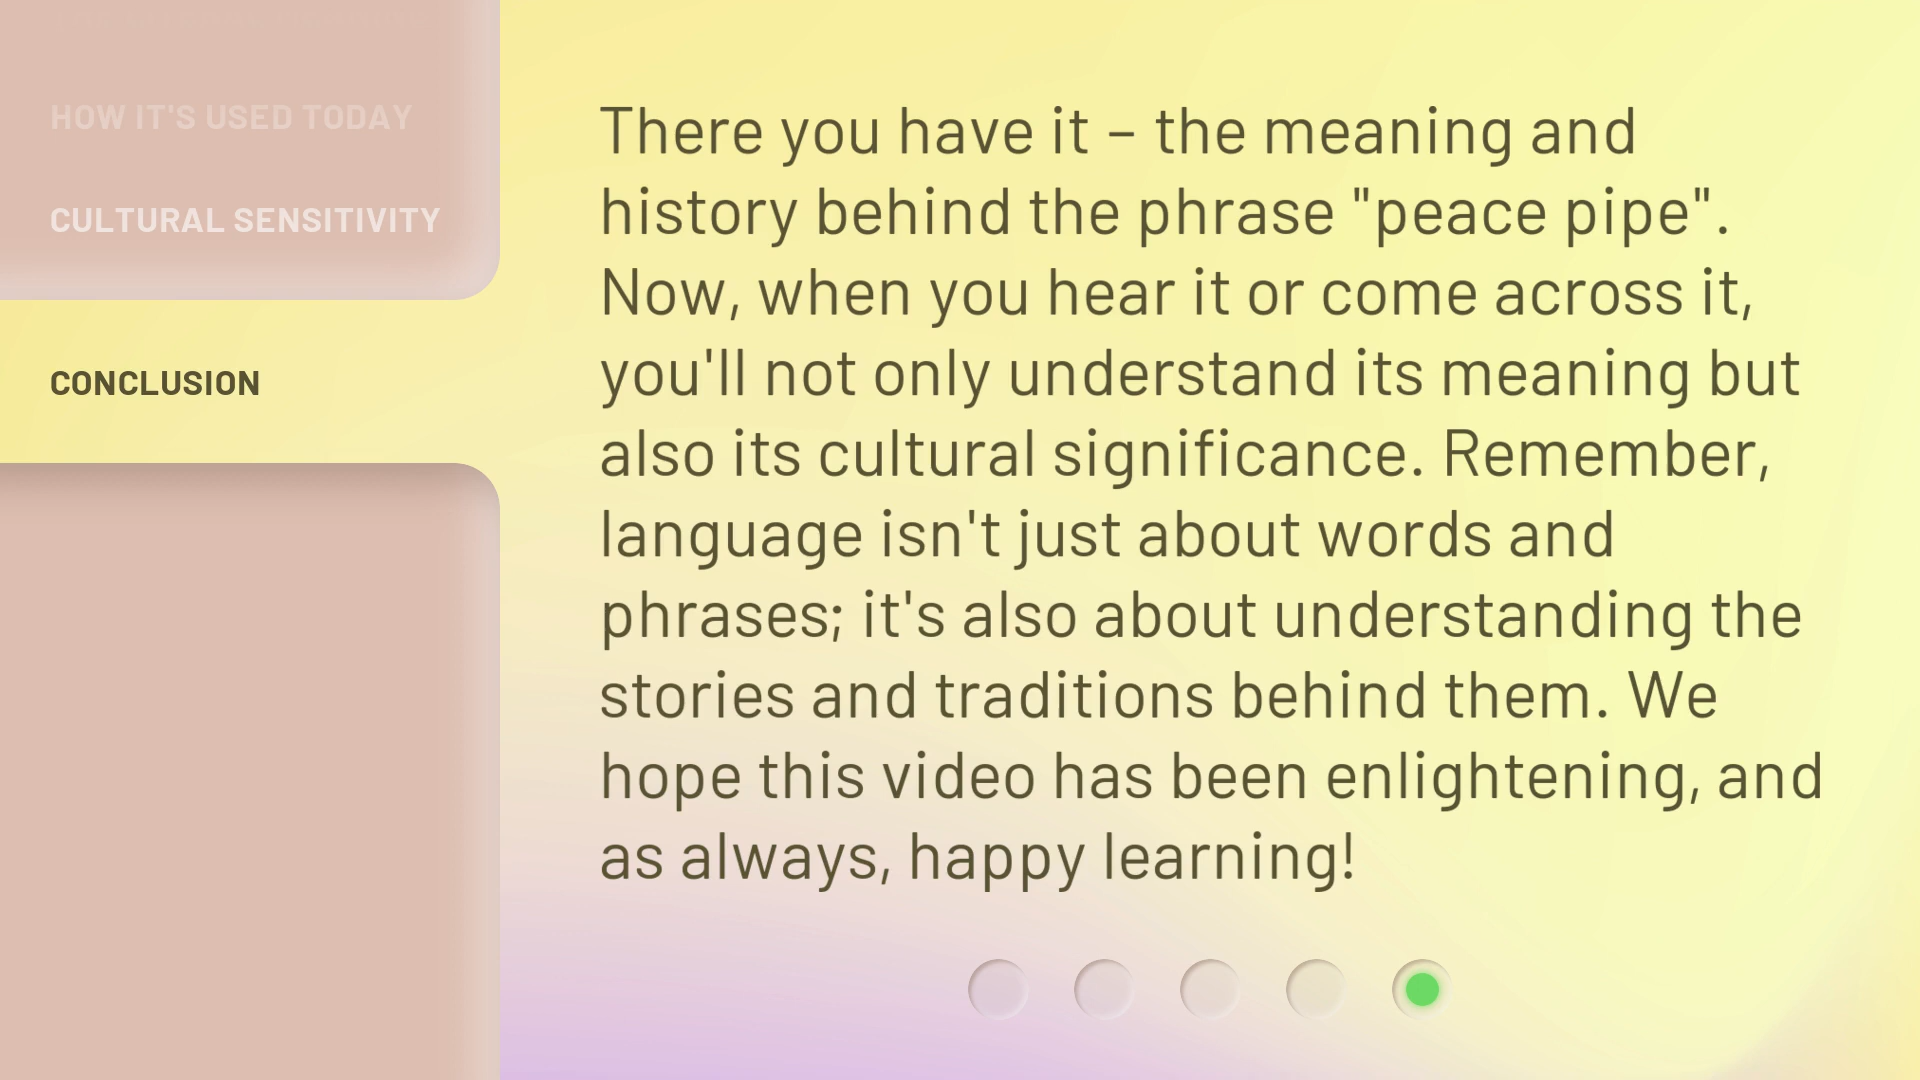 HOW IT'S USED TODAY
CULTURAL SENSITIVITY
CONCLUSION
There you have it – the meaning and
history behind the phrase "peace pipe".
Now, when you hear it or come across it,
you'll not only understand its meaning but
also its cultural significance. Remember,
language isn't just about words and
phrases; it's also about understanding the
stories and traditions behind them. We
hope this video has been enlightening, and
as always, happy learning!